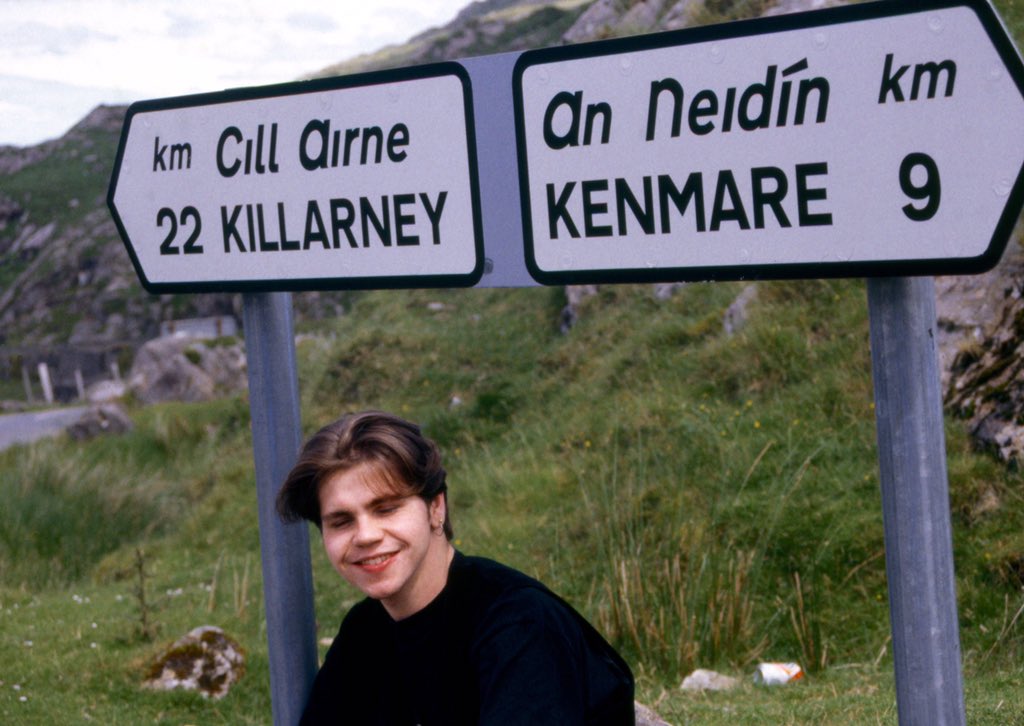 km Cill Airne
22 KILLARNEY
An Neidín km
KENMARE 9